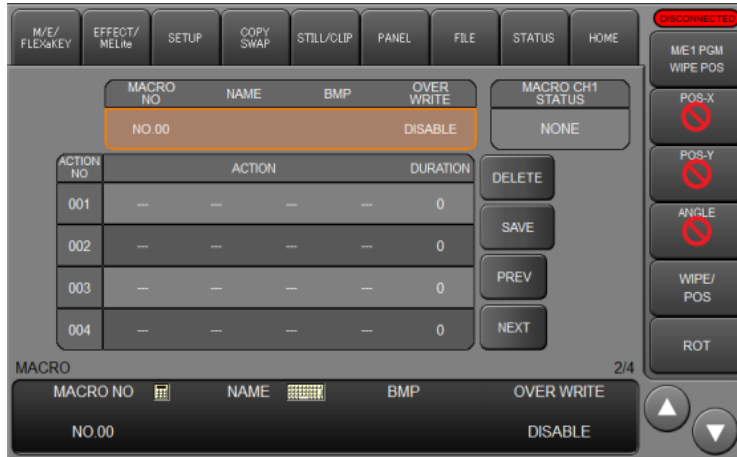 M/E/ FLEXaKEY
EFFECT/ MELite
SETUP
COPY SWAP
STILL/CLIP
PANEL
FILE
STATUS
HOME
DISCONNECTED
M/E1 PGM
WIPE POS
MACRO NO NAME BMP OVER WRITE
NO.00 DISABLE
MACRO CH1 STATUS
NONE
POS-X
POS-Y
ANGLE
WIPE/ POS
ROT
ACTION NO ACTION DURATION
001 --- --- --- --- 0
002 --- --- --- --- 0
003 --- --- --- --- 0
004 --- --- --- --- 0
DELETE
SAVE
PREV
NEXT
MACRO 2/4
MACRO NO NAME BMP OVER WRITE
NO.00 DISABLE